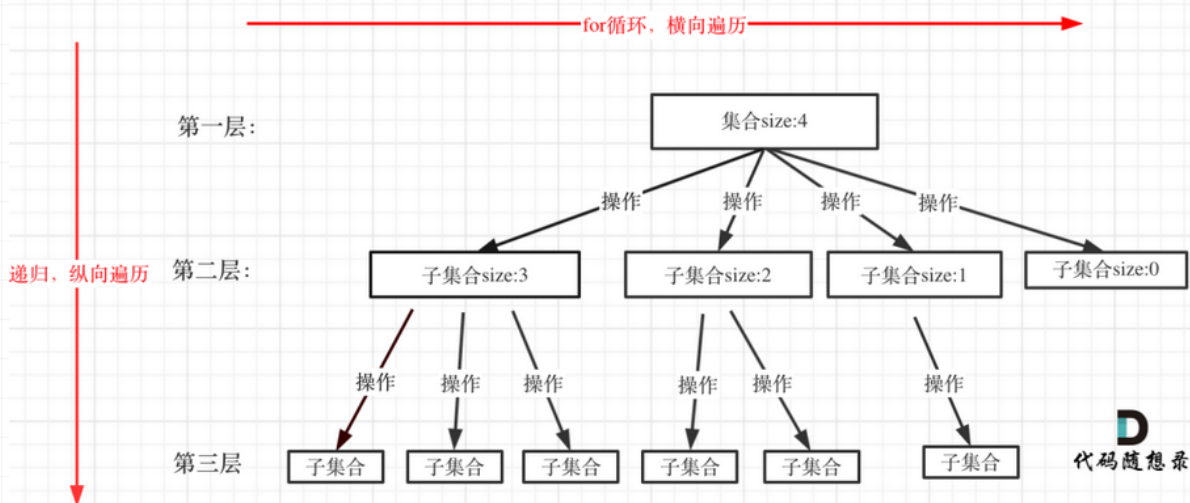 for循环，横向遍历
第一层：
集合size:4
操作
操作
操作
操作
递归，纵向遍历
第二层：
子集合size:3
子集合size:2
子集合size:1
子集合size:0
操作
操作
操作
操作
操作
操作
第三层
子集合
子集合
子集合
子集合
子集合
子集合
代码随想录